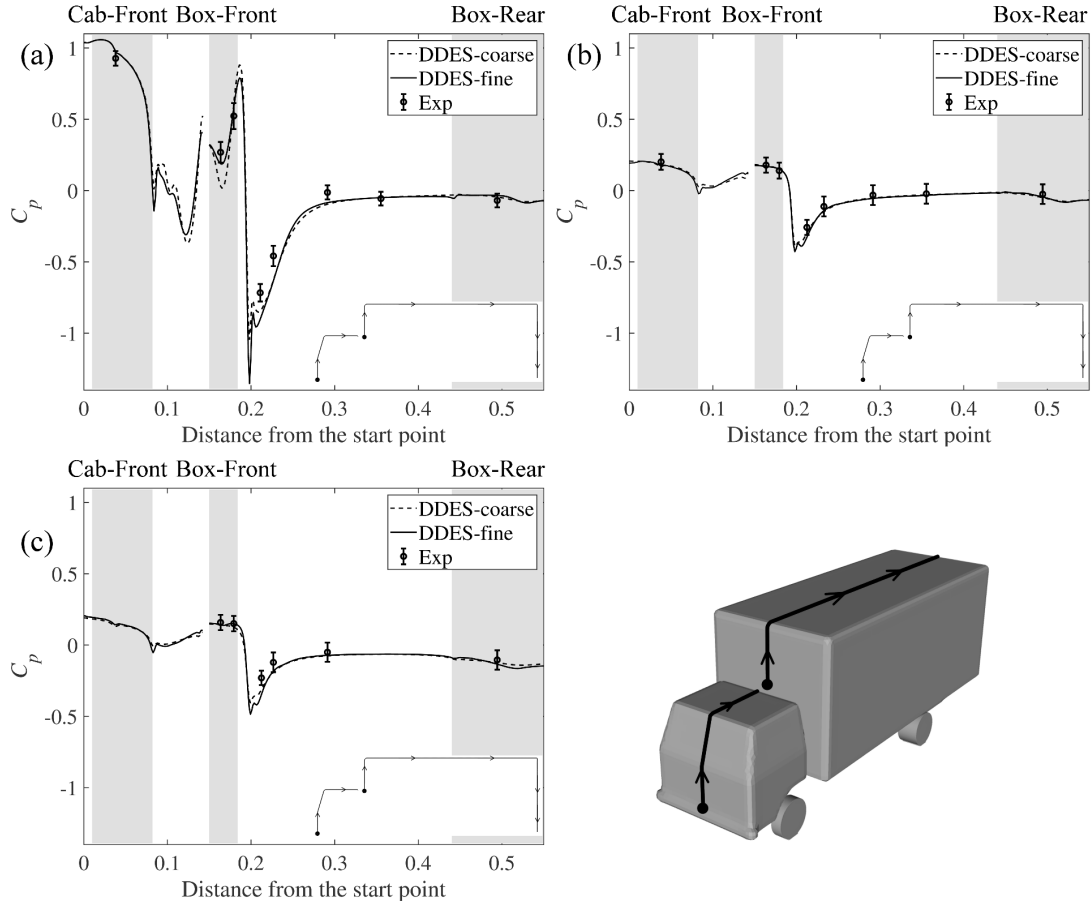 Cab-Front Box-Front Box-Rear
(a)
DDES-coarse
DDES-fine
Exp
1
0.5
0
-0.5
-1
C_p
0 0.1 0.2 0.3 0.4 0.5
Distance from the start point
Cab-Front Box-Front Box-Rear
(b)
DDES-coarse
DDES-fine
Exp
1
0.5
0
-0.5
-1
C_p
0 0.1 0.2 0.3 0.4 0.5
Distance from the start point
Cab-Front Box-Front Box-Rear
(c)
DDES-coarse
DDES-fine
Exp
1
0.5
0
-0.5
-1
C_p
0 0.1 0.2 0.3 0.4 0.5
Distance from the start point